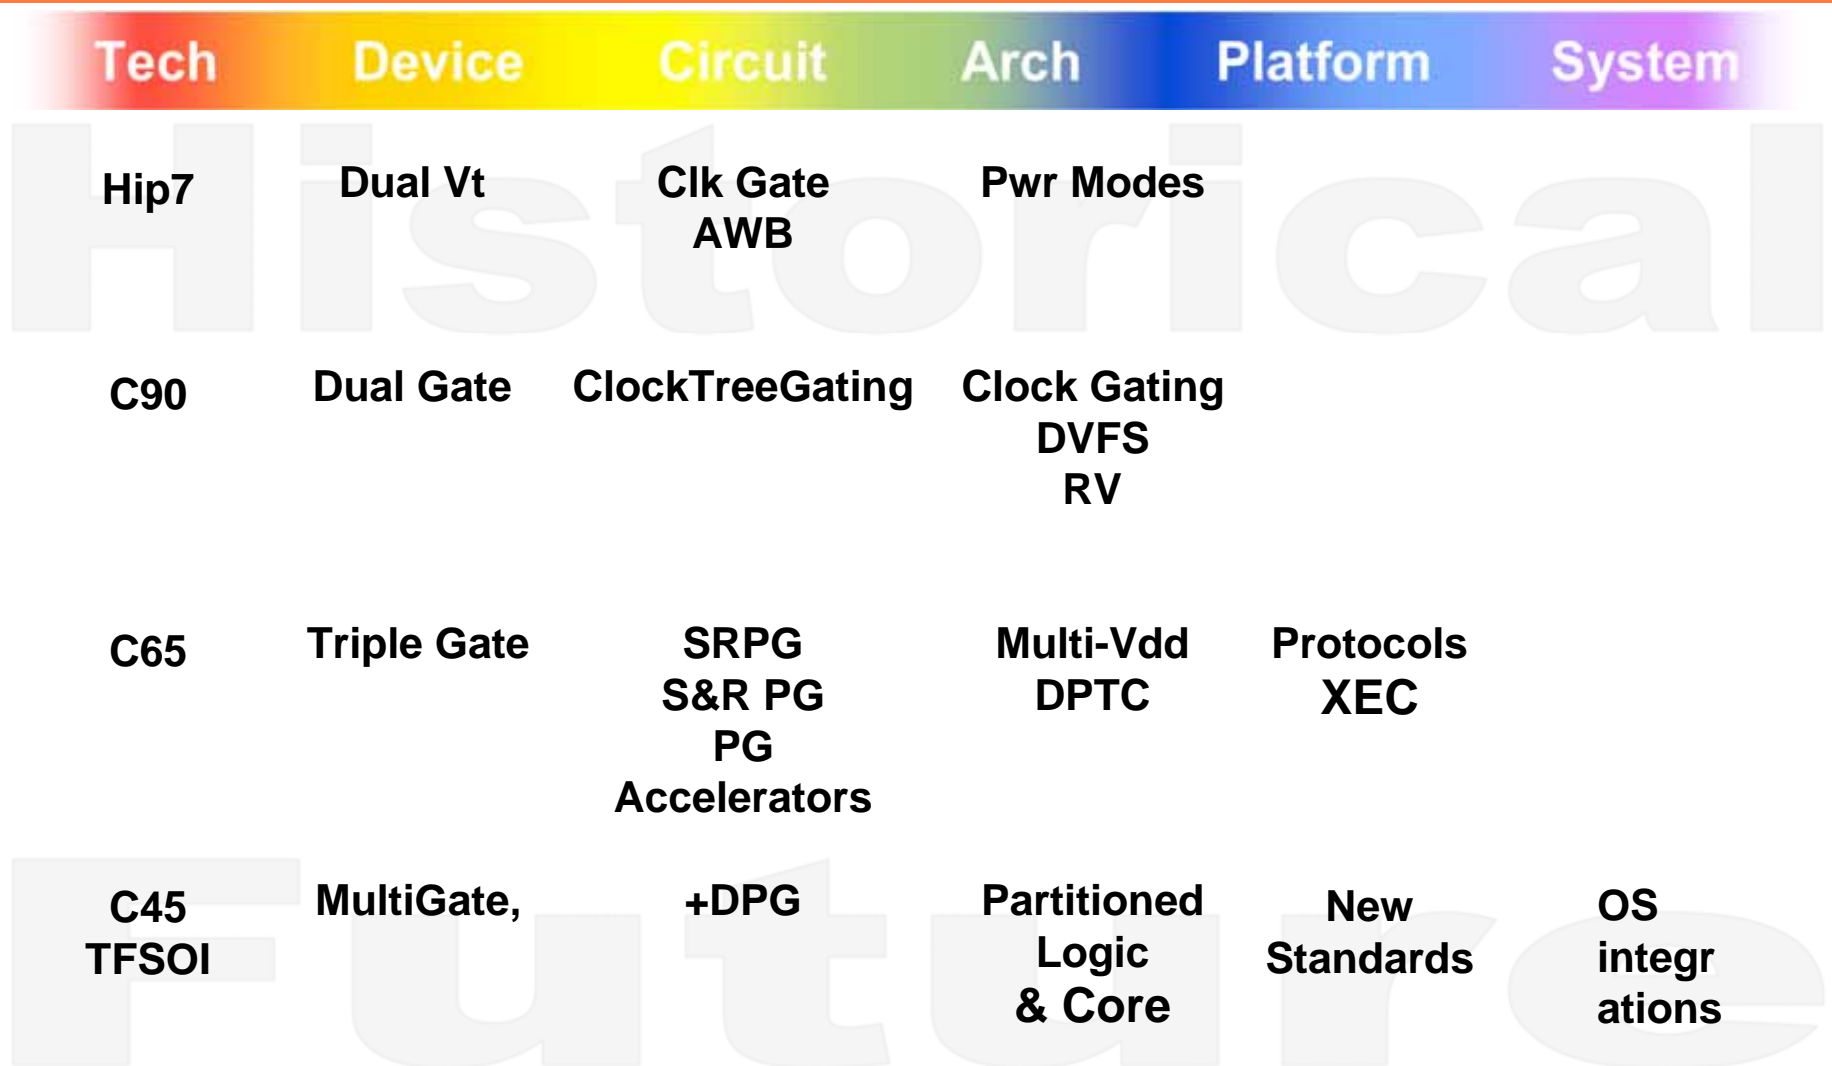 Tech Device Circuit Arch Platform System
Historical
Hip7 Dual Vt Clk Gate Pwr Modes
AWB
C90 Dual Gate ClockTreeGating Clock Gating
DVFS
RV
C65 Triple Gate SRPG Multi-Vdd Protocols
S&R PG DPTC XEC
PG
Accelerators
Future
C45 MultiGate, +DPG Partitioned New OS
TFSOI Logic Standards integr
& Core ations